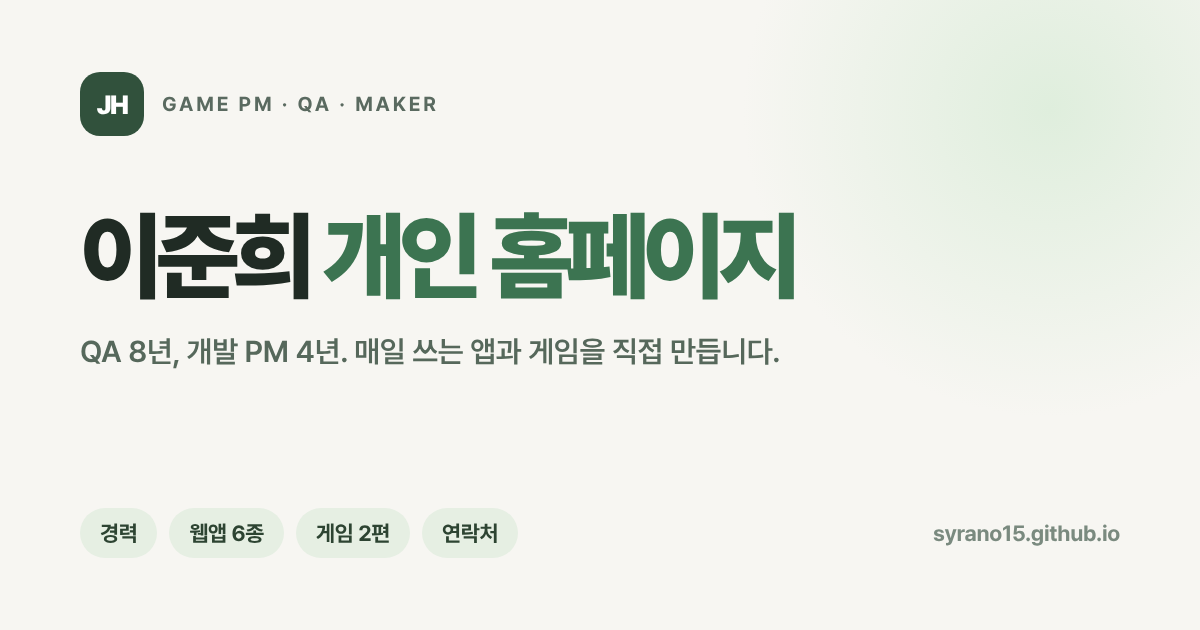 JH
GAME PM · QA · MAKER
이준희 개인 홈페이지
QA 8년, 개발 PM 4년. 매일 쓰는 앱과 게임을 직접 만듭니다.
경력
웹앱 6종
게임 2편
연락처
syrano15.github.io